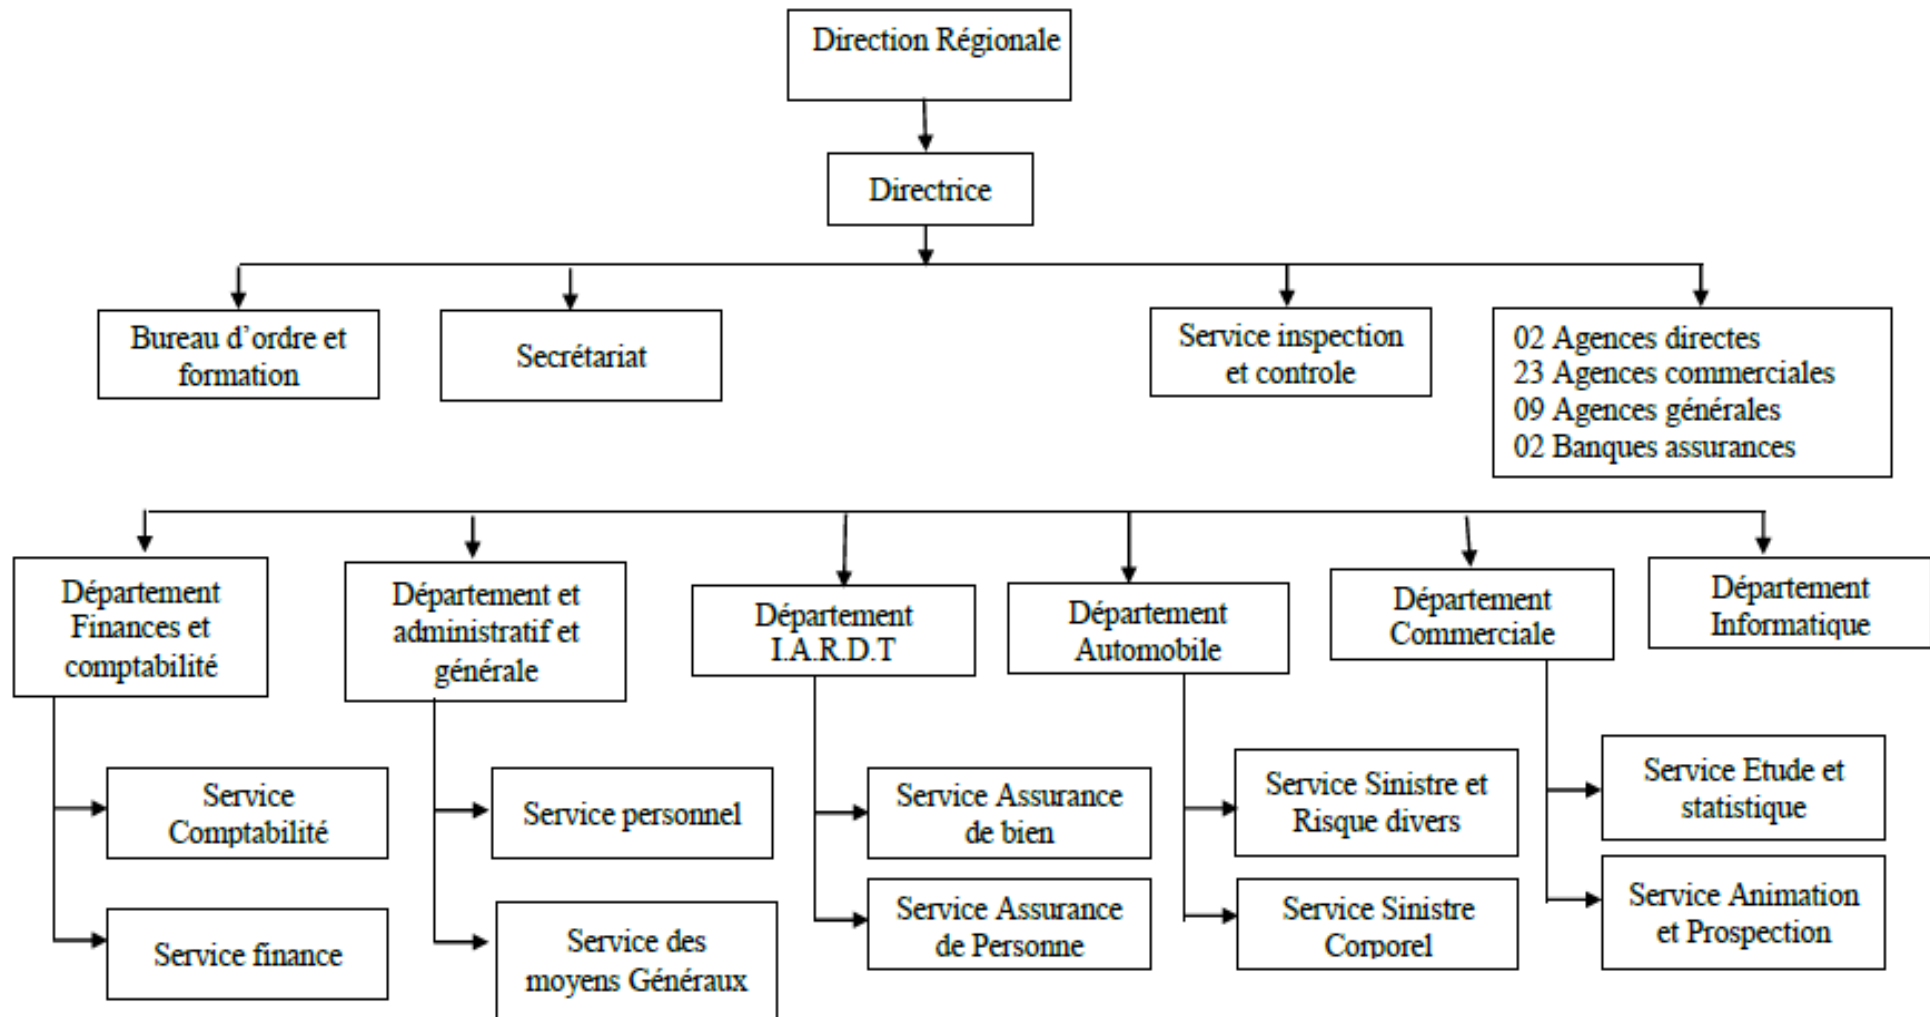 Direction Régionale
Directrice
Bureau d’ordre et
formation
Secrétariat
Service inspection
et controle
02 Agences directes
23 Agences commerciales
09 Agences générales
02 Banques assurances
Département
Finances et
comptabilité
Département et
administratif et
générale
Département
I.A.R.D.T
Département
Automobile
Département
Commerciale
Département
Informatique
Service
Comptabilité
Service personnel
Service Assurance
de bien
Service Sinistre et
Risque divers
Service Etude et
statistique
Service finance
Service des
moyens Généraux
Service Assurance
de Personne
Service Sinistre
Corporel
Service Animation
et Prospection